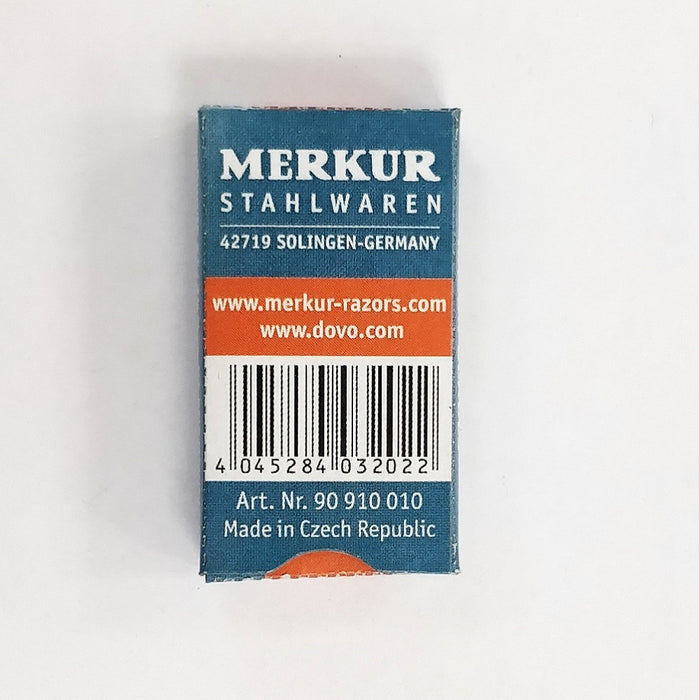 MERKUR
STAHLWAREN
42719 SOLINGEN-GERMANY
www.merkur-razors.com
www.dovo.com
4 045284 032022
Art. Nr. 90 910 010
Made in Czech Republic